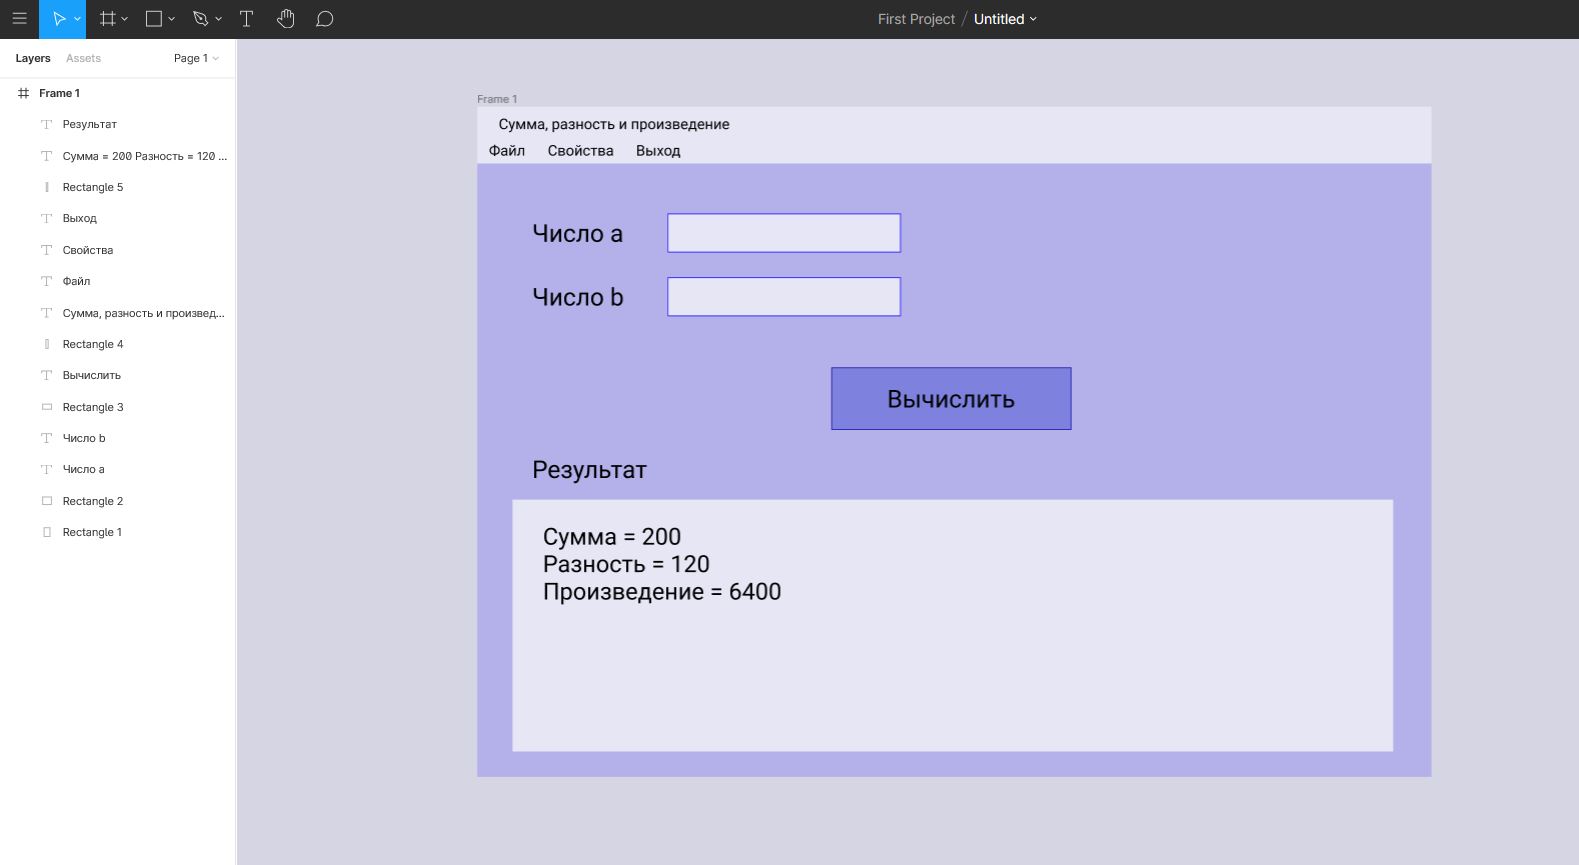 First Project / Untitled
Layers Assets Page 1
Frame 1
Результат
Сумма = 200 Разность = 120 ...
Rectangle 5
Выход
Свойства
Файл
Сумма, разность и произвед...
Rectangle 4
Вычислить
Rectangle 3
Число b
Число a
Rectangle 2
Rectangle 1
Frame 1
Сумма, разность и произведение
Файл Свойства Выход
Число a
Число b
Вычислить
Результат
Сумма = 200
Разность = 120
Произведение = 6400